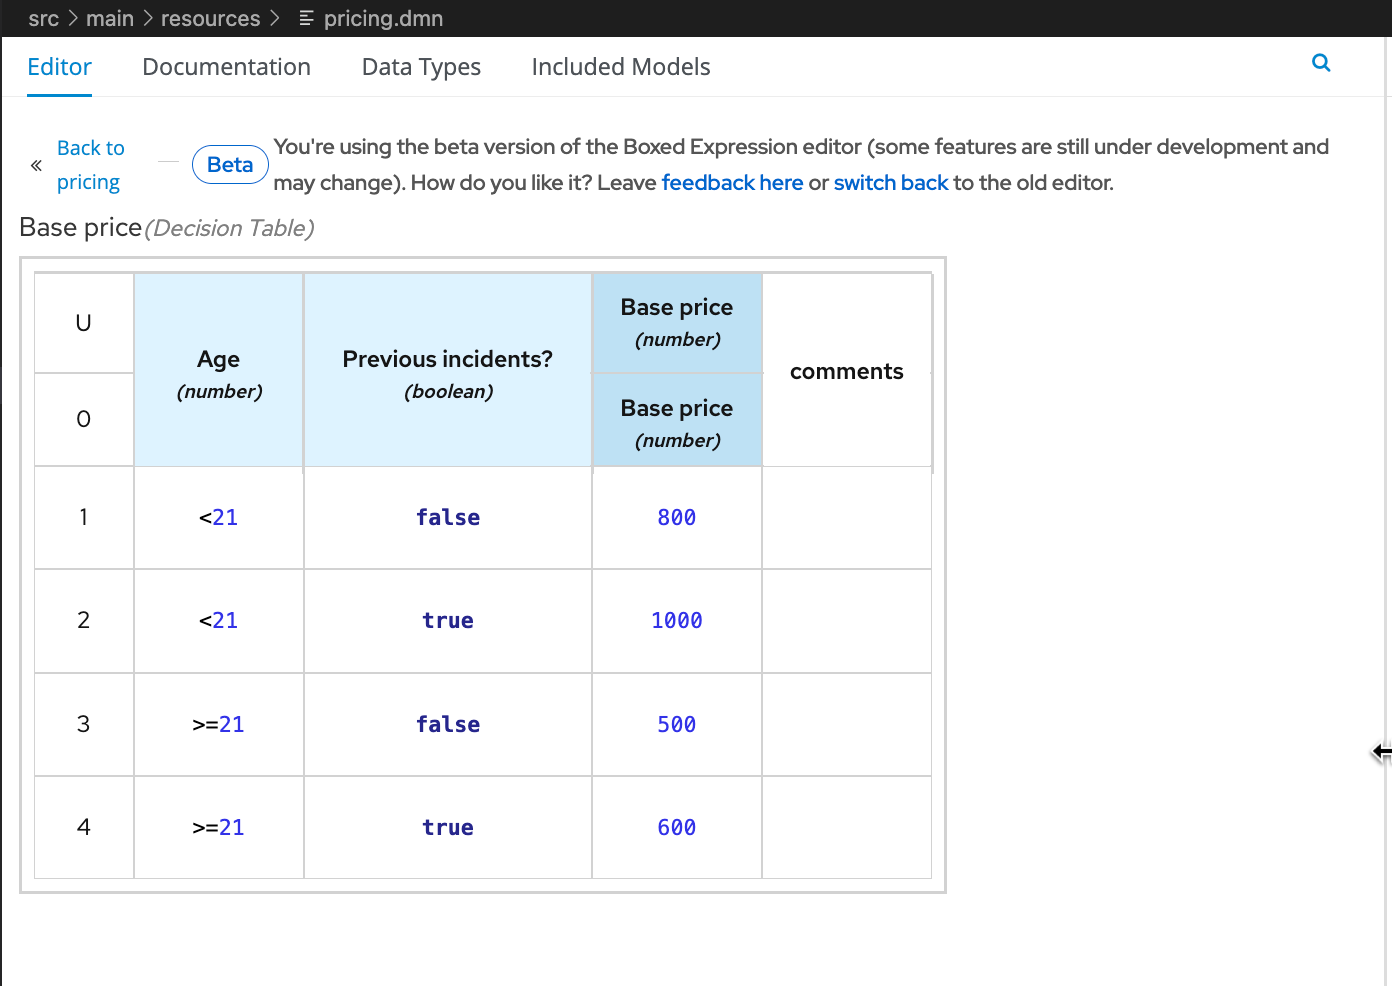 src > main > resources > pricing.dmn
Editor Documentation Data Types Included Models
« Back to pricing
Beta
You're using the beta version of the Boxed Expression editor (some features are still under development and
may change). How do you like it? Leave feedback here or switch back to the old editor.
Base price (Decision Table)
U
0
Age
(number)
Previous incidents?
(boolean)
Base price
(number)
Base price
(number)
comments
1 <21 false 800
2 <21 true 1000
3 >=21 false 500
4 >=21 true 600